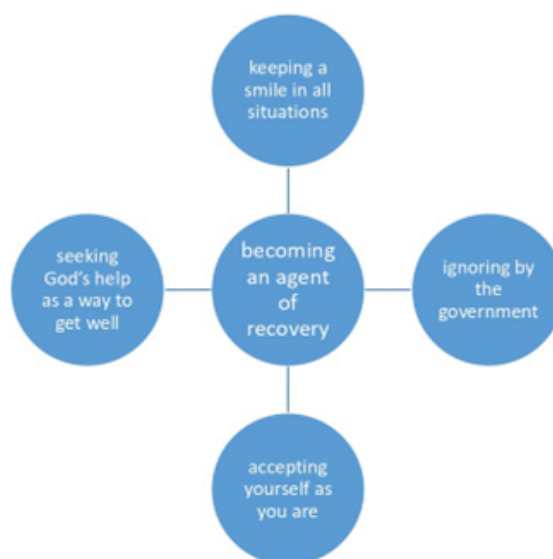 keeping a
smile in all
situations
seeking
God's help
as a way to
get well
becoming
an agent
of
recovery
ignoring by
the
government
accepting
yourself as
you are